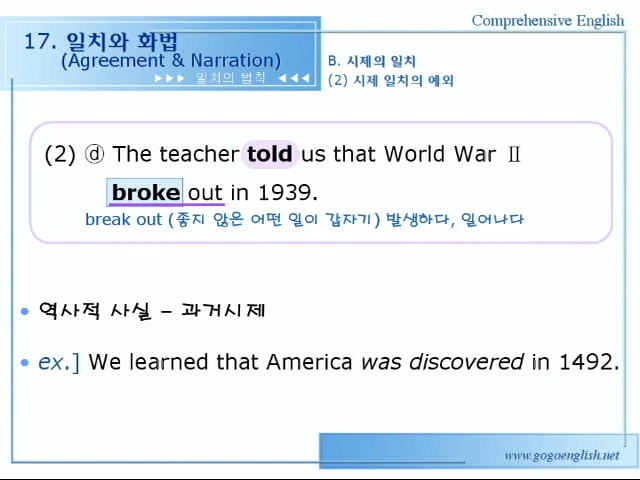 Comprehensive English
17. 일치와 화법
(Agreement & Narration)
▶▶▶ 일치의 법칙 ◀◀◀
B. 시제의 일치
(2) 시제 일치의 예외
(2) ⓓ The teacher told us that World War Ⅱ
broke out in 1939.
break out (좋지 않은 어떤 일이 갑자기) 발생하다, 일어나다
• 역사적 사실 – 과거시제
• ex.] We learned that America was discovered in 1492.
www.gogoenglish.net